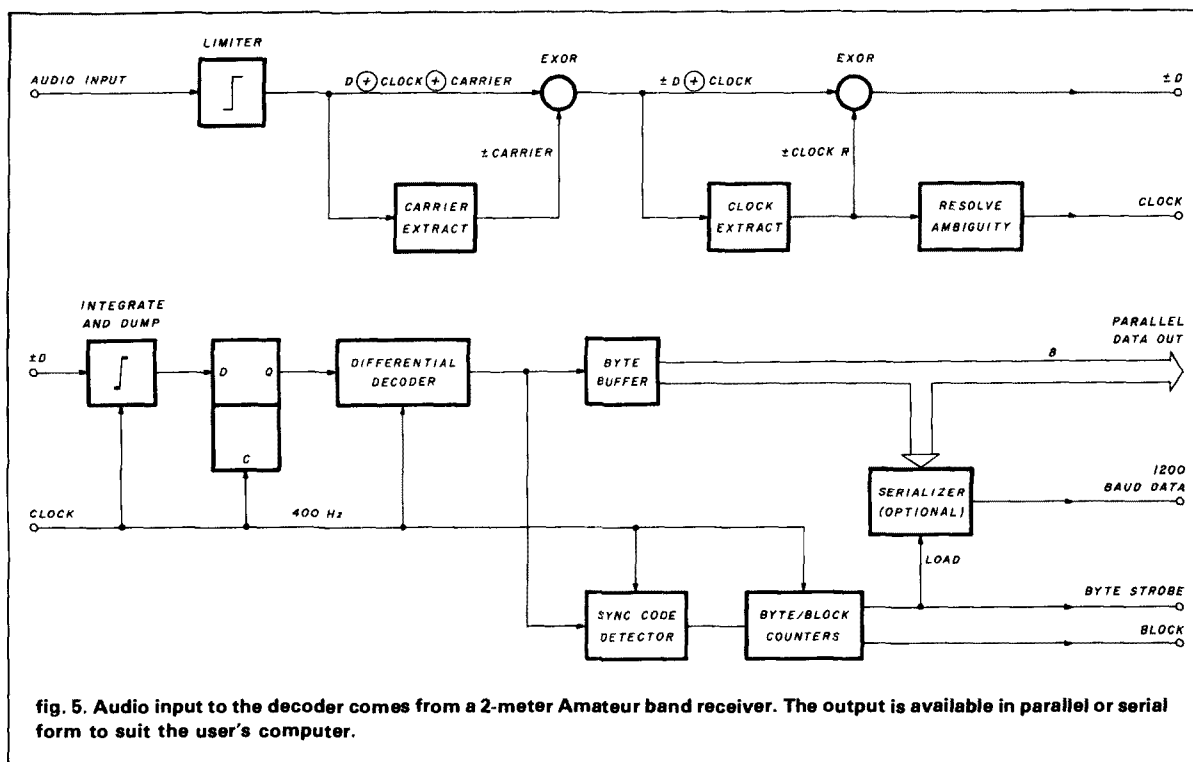 LIMITER
AUDIO INPUT
D ⊕ CLOCK ⊕ CARRIER
EXOR
± D ⊕ CLOCK
EXOR
± D
± CARRIER
± CLOCK R
CARRIER
EXTRACT
CLOCK
EXTRACT
RESOLVE
AMBIGUITY
CLOCK
INTEGRATE
AND DUMP
± D
D Q
C
DIFFERENTIAL
DECODER
BYTE
BUFFER
8
PARALLEL
DATA OUT
CLOCK
400 Hz
SERIALIZER
(OPTIONAL)
1200
BAUD DATA
LOAD
SYNC CODE
DETECTOR
BYTE/BLOCK
COUNTERS
BYTE STROBE
BLOCK
fig. 5. Audio input to the decoder comes from a 2-meter Amateur band receiver. The output is available in parallel or serial
form to suit the user's computer.